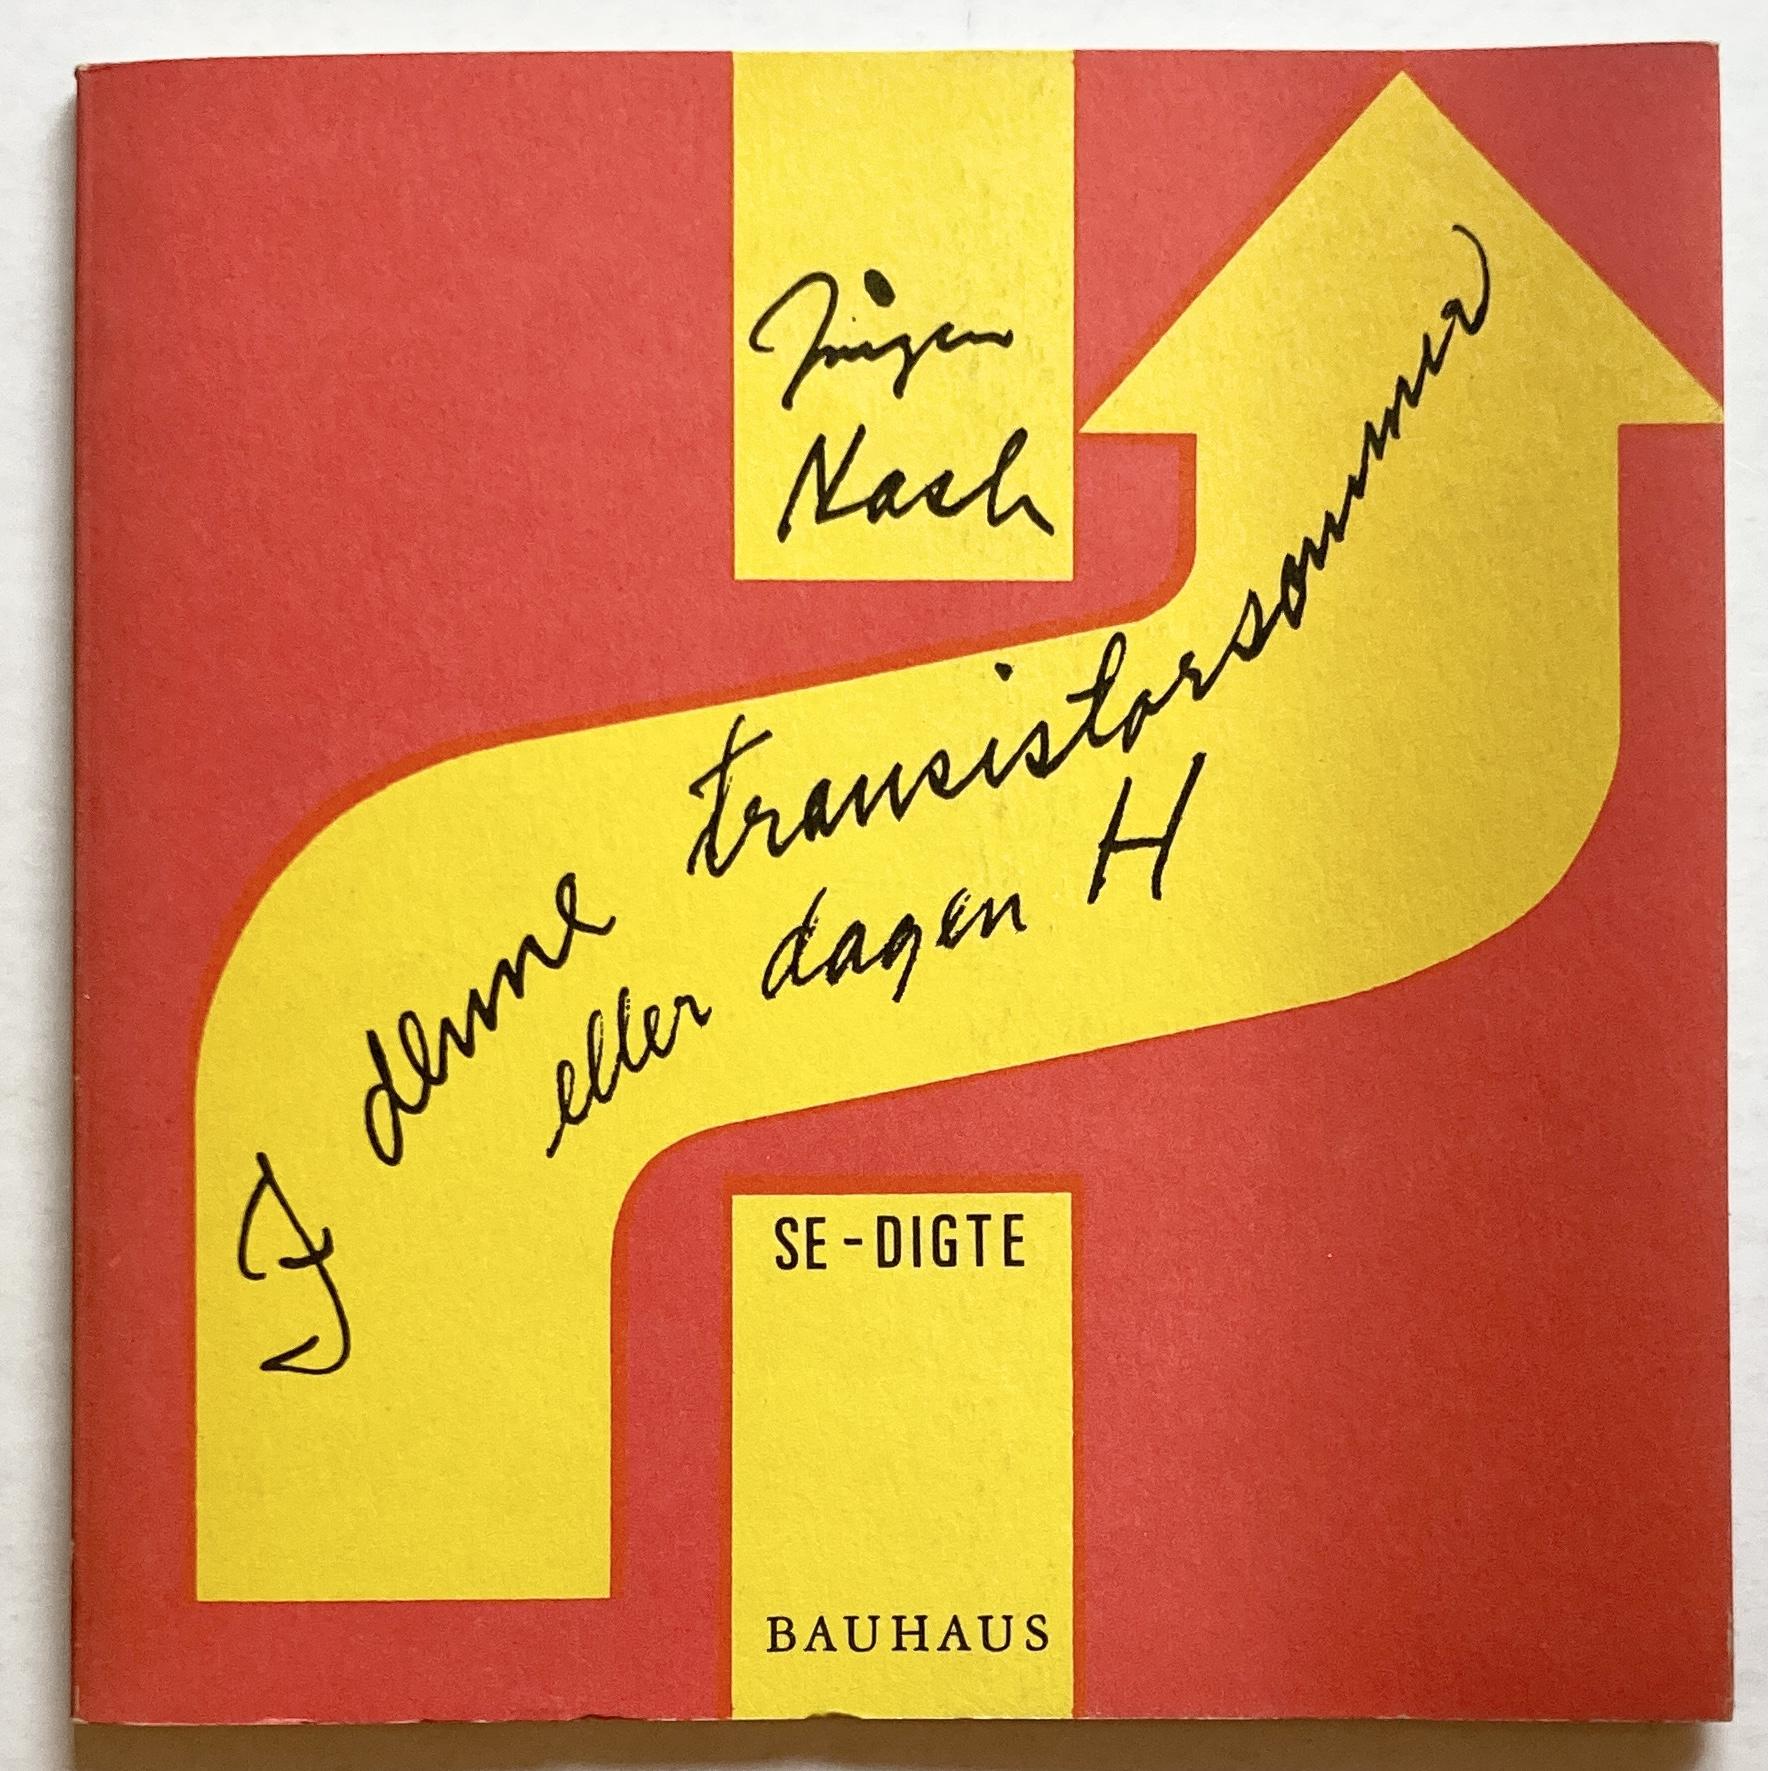 Jørgen
Nash
I denne transistorsommer
eller dagen H
SE-DIGTE
BAUHAUS